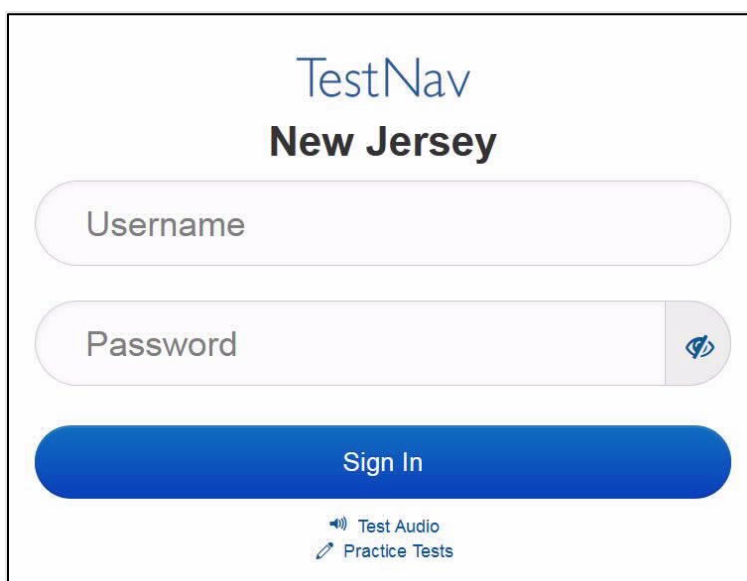 TestNav
New Jersey
Username
Password
Sign In
Test Audio
Practice Tests